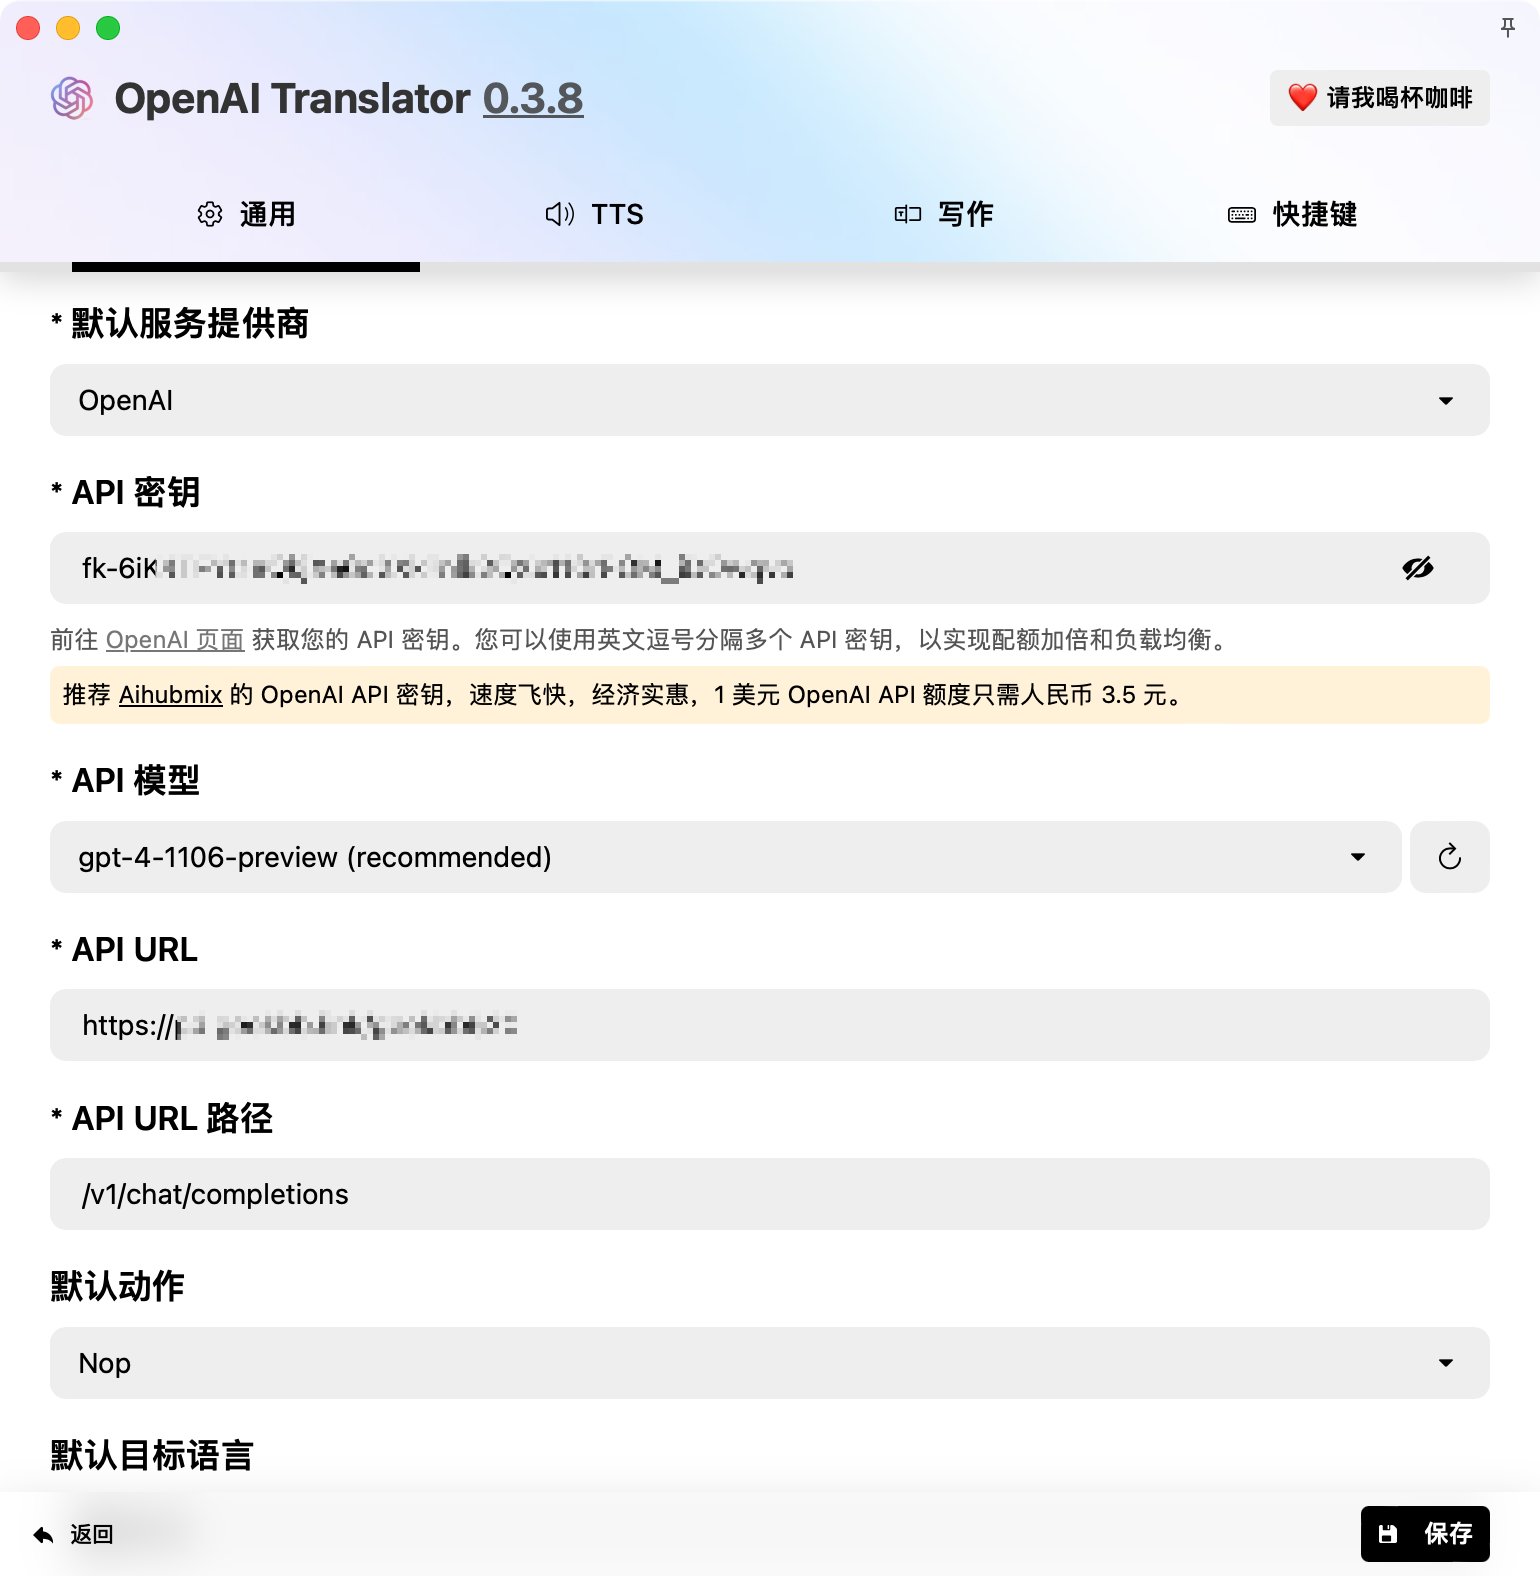 OpenAI Translator 0.3.8
❤️ 请我喝杯咖啡
通用
TTS
写作
快捷键
* 默认服务提供商
OpenAI
* API 密钥
fk-6iK
前往 OpenAI 页面 获取您的 API 密钥。您可以使用英文逗号分隔多个 API 密钥，以实现配额加倍和负载均衡。
推荐 Aihubmix 的 OpenAI API 密钥，速度飞快，经济实惠，1 美元 OpenAI API 额度只需人民币 3.5 元。
* API 模型
gpt-4-1106-preview (recommended)
* API URL
https://
* API URL 路径
/v1/chat/completions
默认动作
Nop
默认目标语言
返回
保存